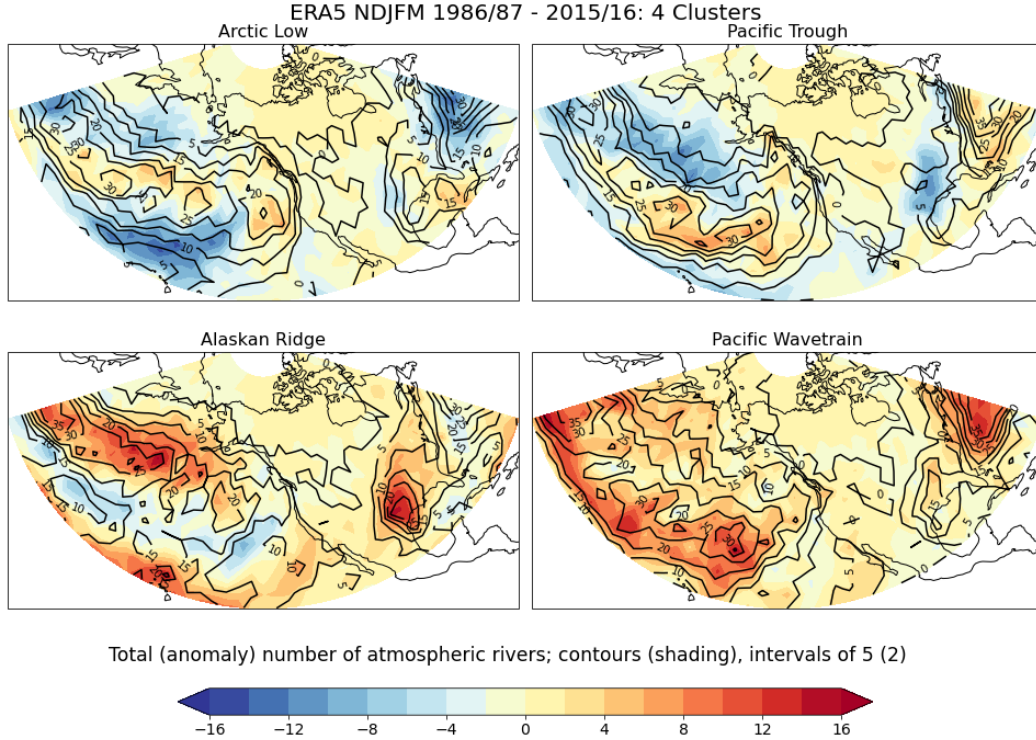 ERA5 NDJFM 1986/87 - 2015/16: 4 Clusters
Arctic Low
Pacific Trough
Alaskan Ridge
Pacific Wavetrain
Total (anomaly) number of atmospheric rivers; contours (shading), intervals of 5 (2)
−16 −12 −8 −4 0 4 8 12 16